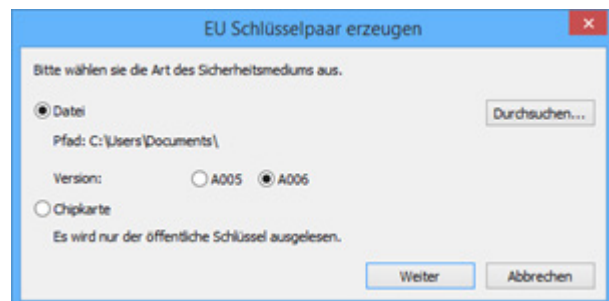 EU Schlüsselpaar erzeugen
Bitte wählen sie die Art des Sicherheitsmediums aus.
Datei Durchsuchen...
Pfad: C:\Users\Documents\
Version: A005 A006
Chipkarte
Es wird nur der öffentliche Schlüssel ausgelesen.
Weiter Abbrechen